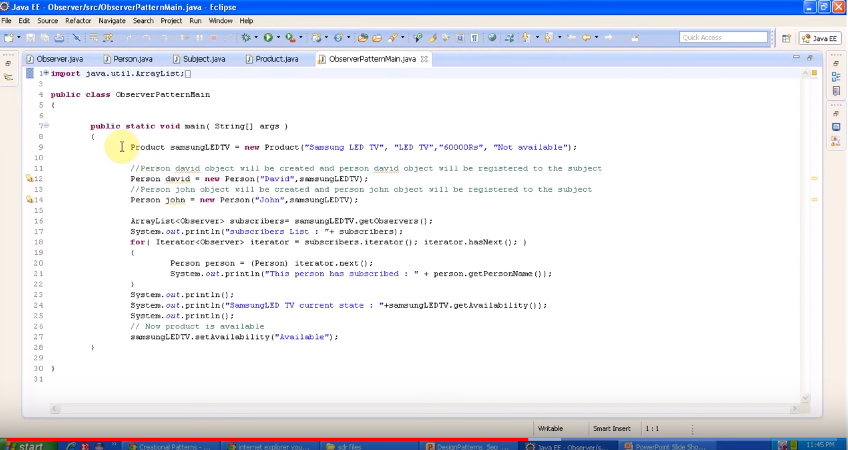 Java EE - Observer/src/ObserverPatternMain.java - Eclipse
File Edit Source Refactor Navigate Search Project Run Window Help
Quick Access
Java EE
Observer.java Person.java Subject.java Product.java ObserverPatternMain.java
1 import java.util.ArrayList;
3
4 public class ObserverPatternMain
5 {
6
7 public static void main( String[] args )
8 {
9 Product samsungLEDTV = new Product("Samsung LED TV", "LED TV","60000Rs", "Not available");
10
11 //Person david object will be created and person david object will be registered to the subject
12 Person david = new Person("David",samsungLEDTV);
13 //Person john object will be created and person john object will be registered to the subject
14 Person john = new Person("John",samsungLEDTV);
15
16 ArrayList<Observer> subscribers= samsungLEDTV.getObservers();
17 System.out.println("subscribers List : "+ subscribers);
18 for( Iterator<Observer> iterator = subscribers.iterator(); iterator.hasNext(); )
19 {
20 Person person = (Person) iterator.next();
21 System.out.println("This person has subscribed : " + person.getPersonName());
22 }
23 System.out.println();
24 System.out.println("SamsungLED TV current state : "+samsungLEDTV.getAvailability());
25 System.out.println();
26 // Now product is available
27 samsungLEDTV.setAvailability("Available");
28 }
29
30 }
31
Writable Smart Insert 1 : 1
start Creational Patterns - ... internet explorer you... sdr files DesignPatterns: Seo ... Java EE - Observer/s... PowerPoint Slide Sho... 11:45 PM